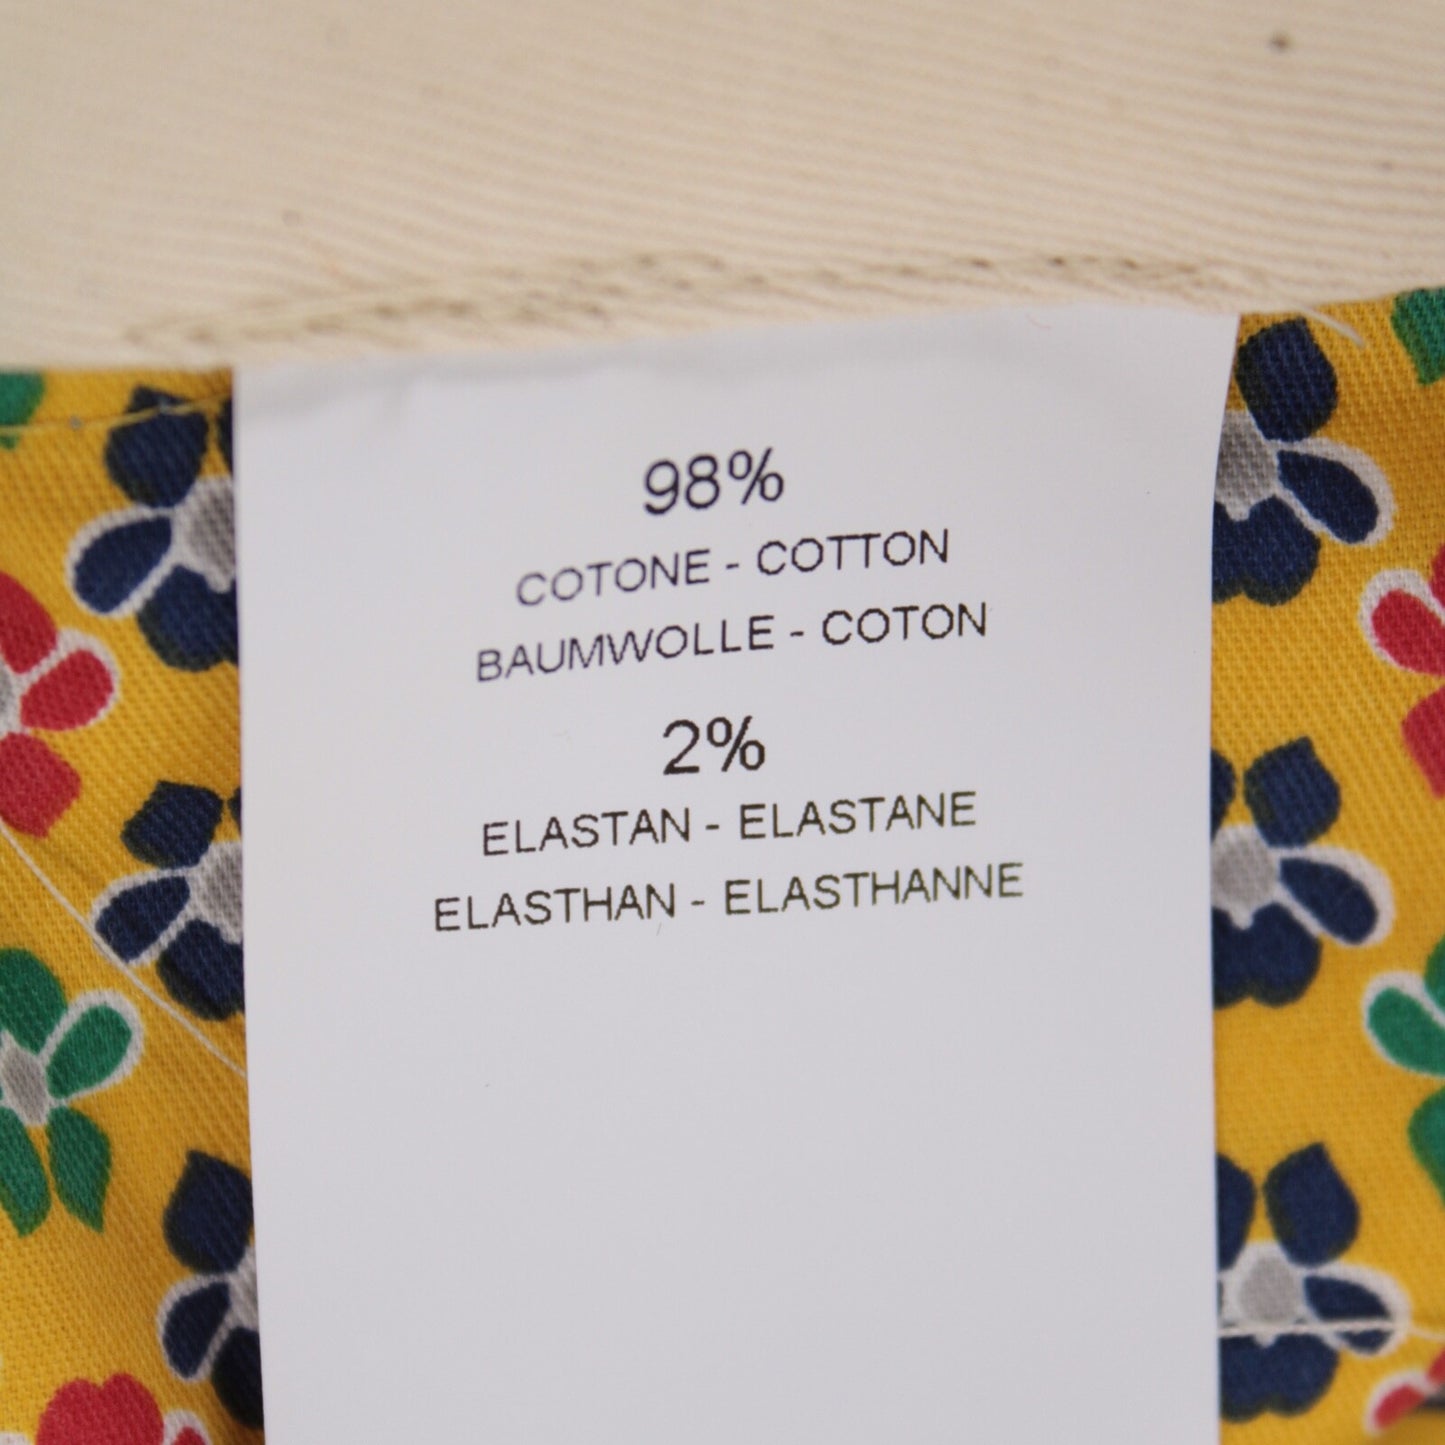 98%
COTONE - COTTON
BAUMWOLLE - COTON
2%
ELASTAN - ELASTANE
ELASTHAN - ELASTHANNE